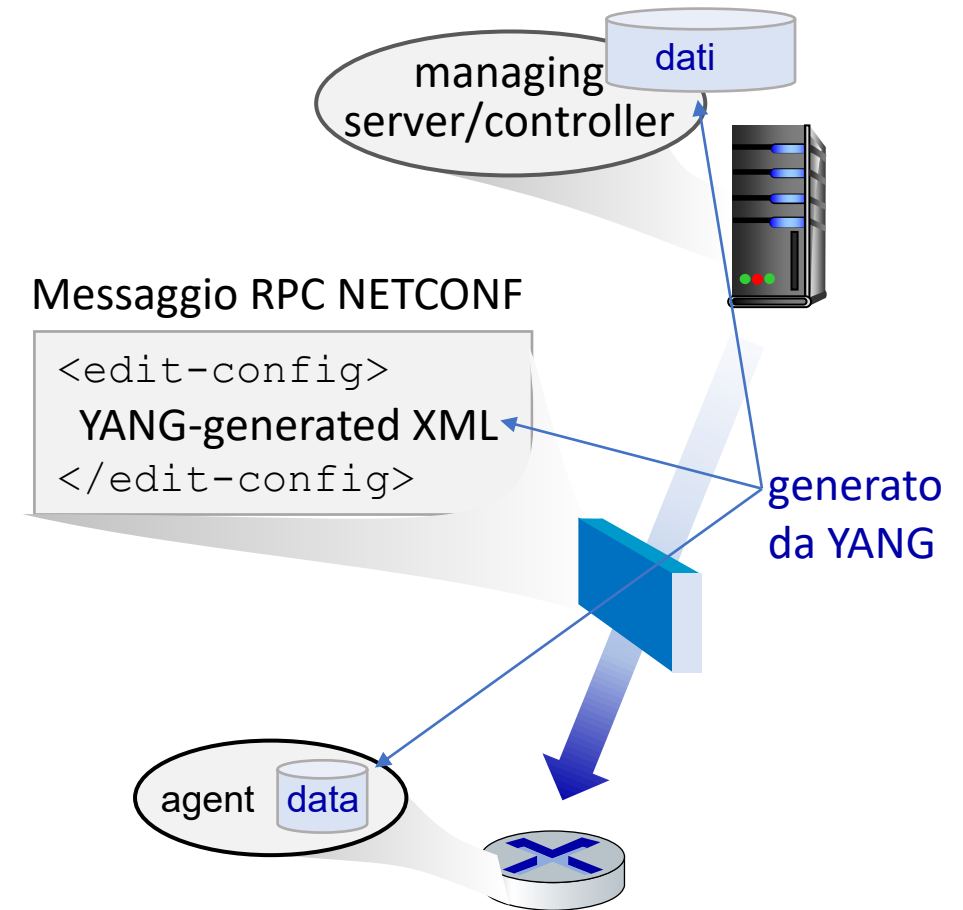 dati
managing
server/controller
Messaggio RPC NETCONF
<edit-config>
YANG-generated XML
</edit-config>
generato
da YANG
agent data